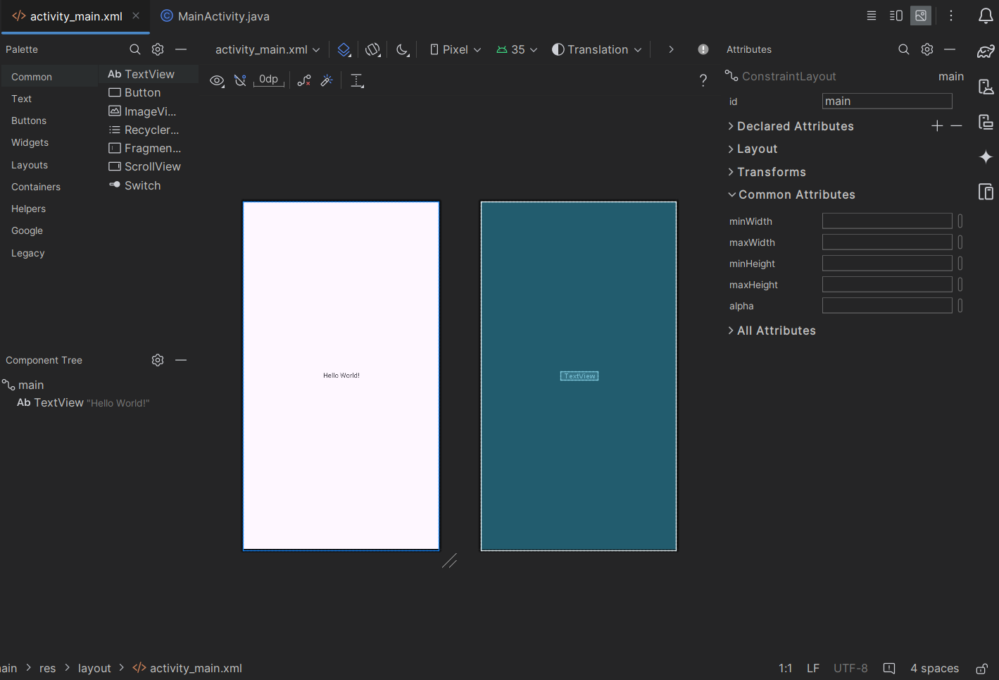 activity_main.xml
MainActivity.java
Palette
activity_main.xml
Pixel
35
Translation
Attributes
Common
Text
Buttons
Widgets
Layouts
Containers
Helpers
Google
Legacy
Ab TextView
Button
ImageVi...
Recycler...
Fragmen...
ScrollView
Switch
0dp
?
ConstraintLayout main
id main
Declared Attributes
Layout
Transforms
Common Attributes
minWidth
maxWidth
minHeight
maxHeight
alpha
All Attributes
Hello World!
TextView
Component Tree
main
Ab TextView "Hello World!"
ain > res > layout > activity_main.xml
1:1 LF UTF-8 4 spaces